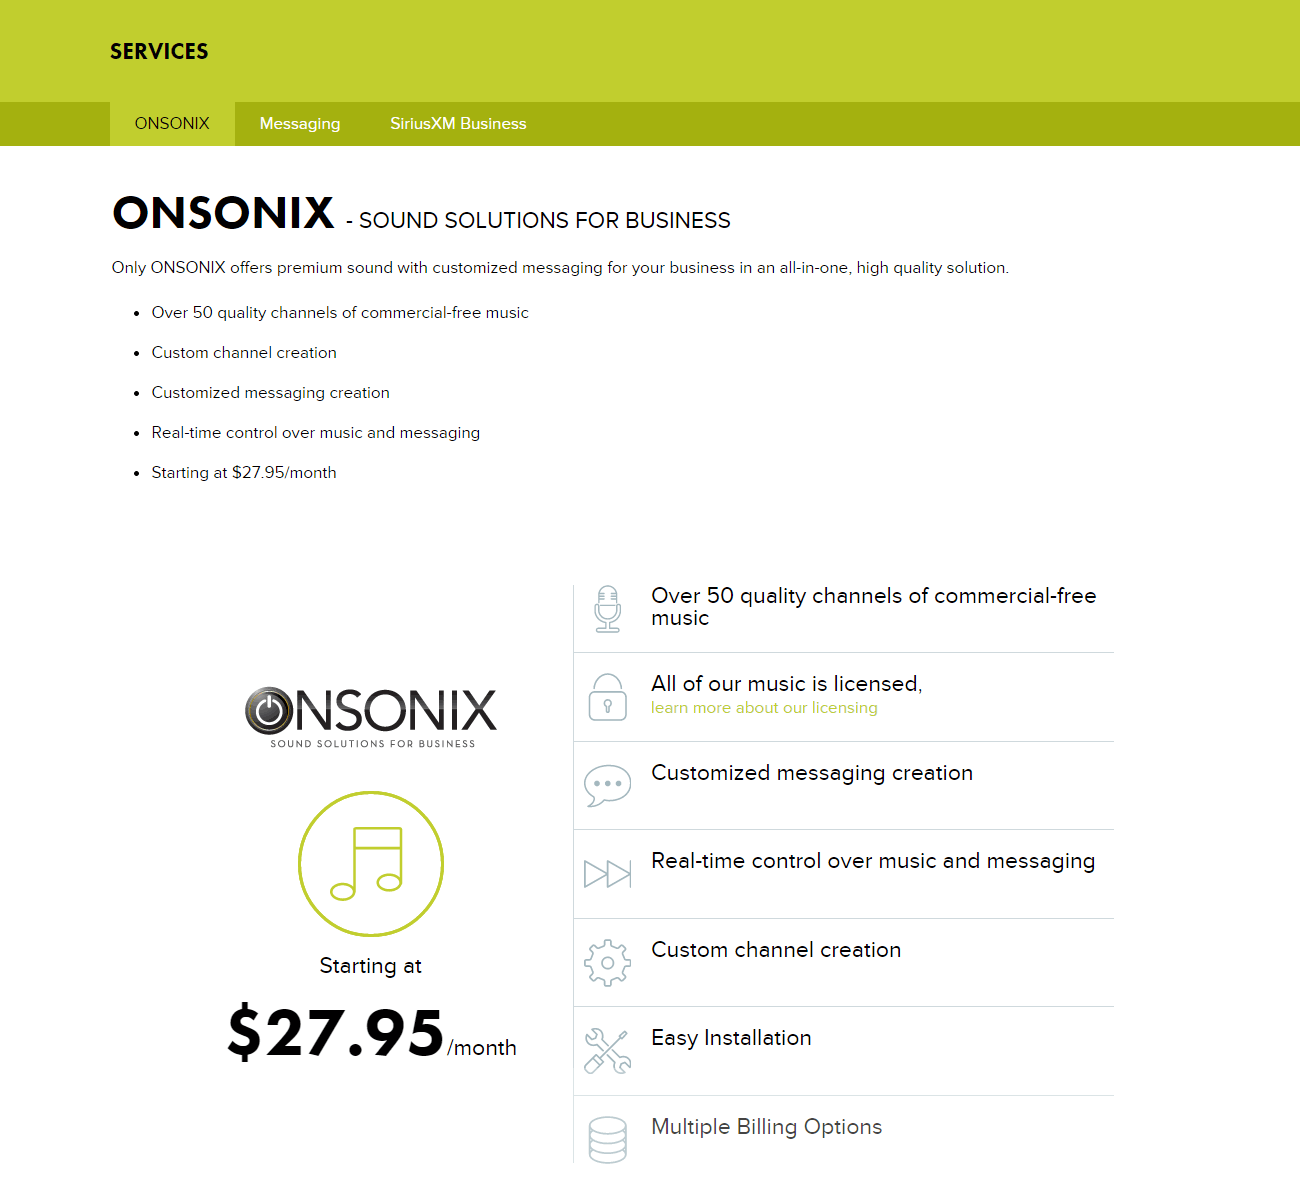 SERVICES
ONSONIX Messaging SiriusXM Business
ONSONIX - SOUND SOLUTIONS FOR BUSINESS
Only ONSONIX offers premium sound with customized messaging for your business in an all-in-one, high quality solution.
• Over 50 quality channels of commercial-free music
• Custom channel creation
• Customized messaging creation
• Real-time control over music and messaging
• Starting at $27.95/month
ONSONIX
SOUND SOLUTIONS FOR BUSINESS
Starting at
$27.95/month
Over 50 quality channels of commercial-free
music
All of our music is licensed,
learn more about our licensing
Customized messaging creation
Real-time control over music and messaging
Custom channel creation
Easy Installation
Multiple Billing Options